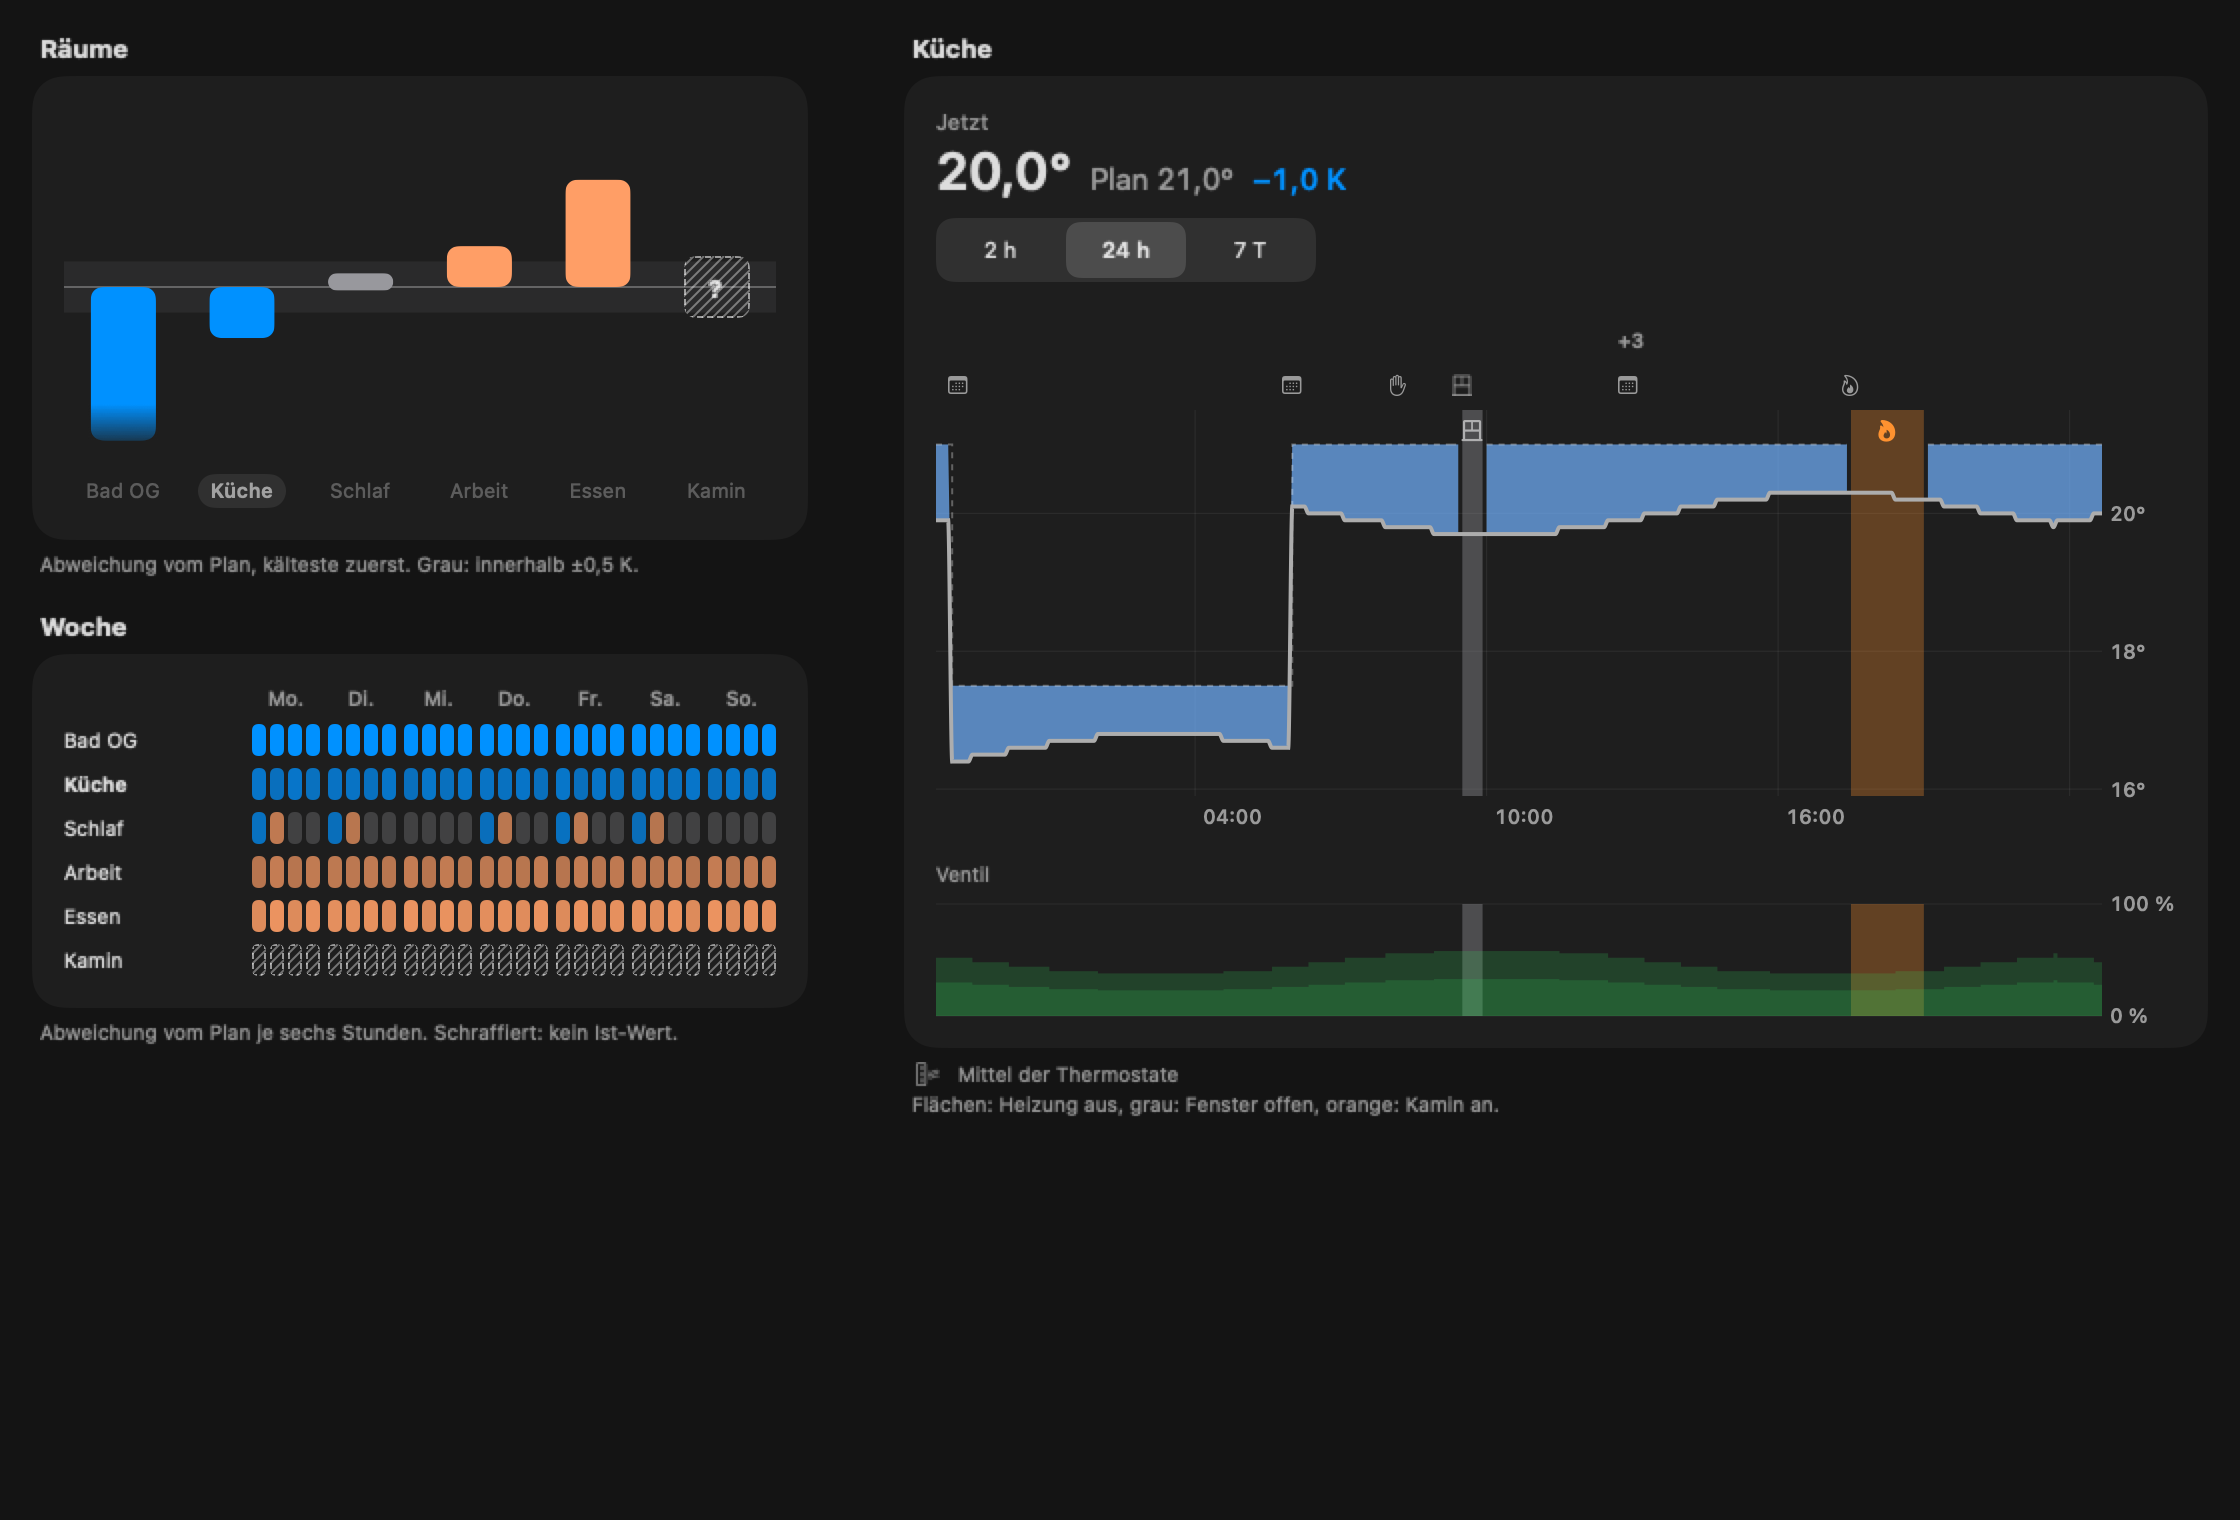 Räume
?
Bad OG Küche Schlaf Arbeit Essen Kamin
Abweichung vom Plan, kälteste zuerst. Grau: innerhalb ±0,5 K.
Woche
Mo. Di. Mi. Do. Fr. Sa. So.
Bad OG
Küche
Schlaf
Arbeit
Essen
Kamin
Abweichung vom Plan je sechs Stunden. Schraffiert: kein Ist-Wert.
Küche
Jetzt
20,0° Plan 21,0° −1,0 K
2 h 24 h 7 T
+3
20°
18°
16°
04:00 10:00 16:00
Ventil
100 %
0 %
Mittel der Thermostate
Flächen: Heizung aus, grau: Fenster offen, orange: Kamin an.